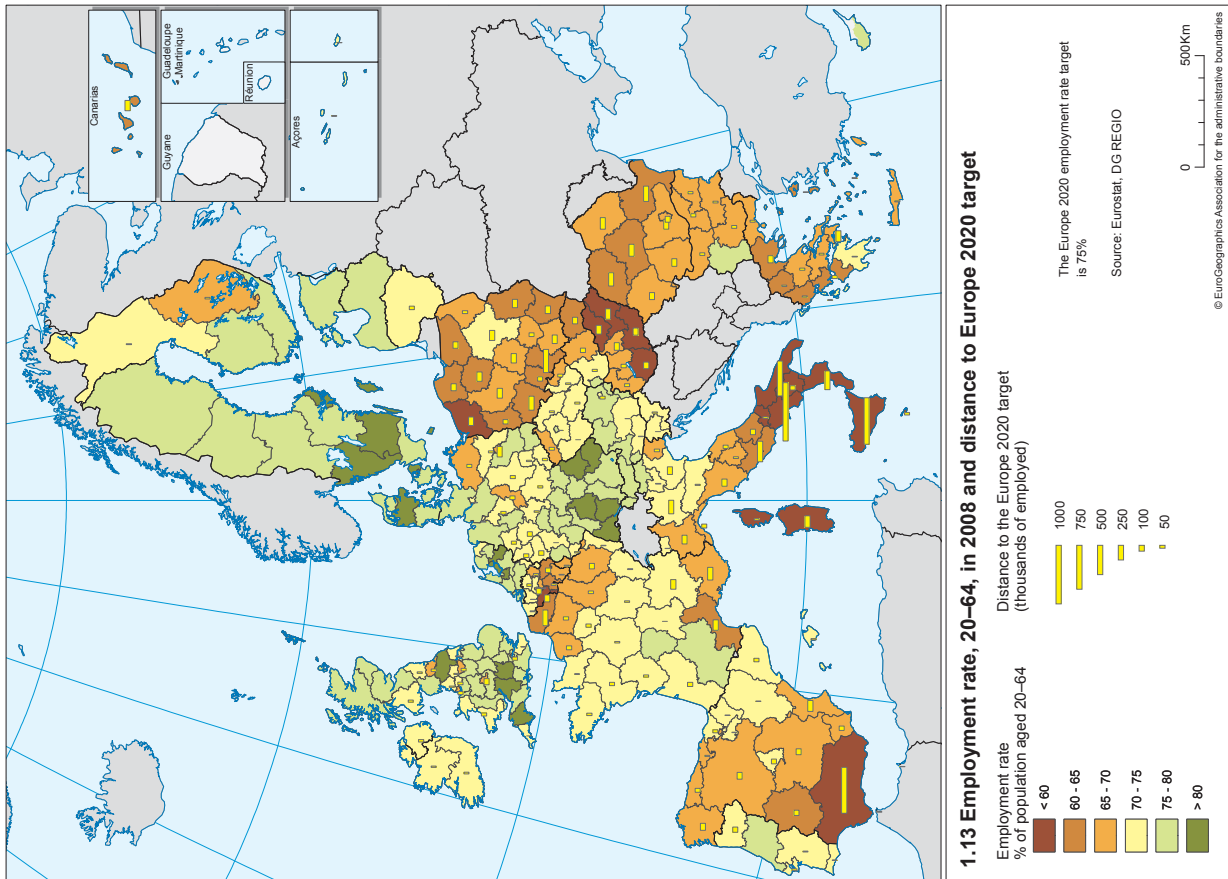 Canarias
Guyane
Guadeloupe
Martinique
Réunion
Açores
1.13 Employment rate, 20–64, in 2008 and distance to Europe 2020 target
Employment rate
% of population aged 20–64
< 60
60 - 65
65 - 70
70 - 75
75 - 80
> 80
Distance to the Europe 2020 target
(thousands of employed)
1000
750
500
250
100
50
The Europe 2020 employment rate target
is 75%
Source: Eurostat, DG REGIO
0
500Km
© EuroGeographics Association for the administrative boundaries